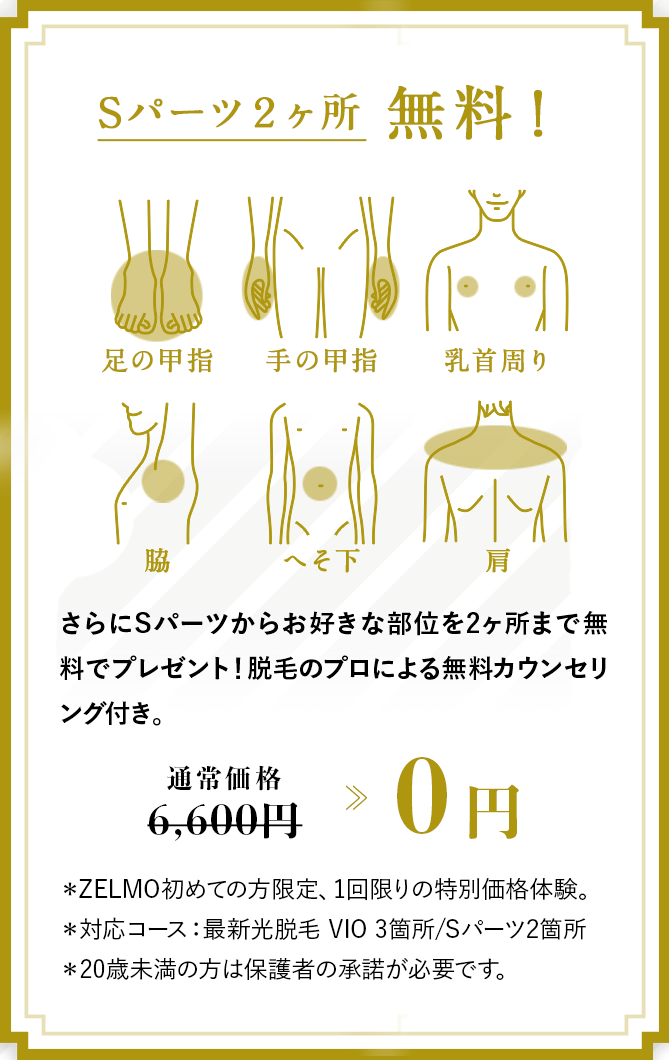 Sパーツ2ヶ所 無料！
足の甲指 手の甲指 乳首周り
脇 へそ下 肩
さらにSパーツからお好きな部位を2ヶ所まで無
料でプレゼント！脱毛のプロによる無料カウンセリ
ング付き。
通常価格
6,600円 ≫ 0円
＊ZELMO初めての方限定、1回限りの特別価格体験。
＊対応コース：最新光脱毛 VIO 3箇所/Sパーツ2箇所
＊20歳未満の方は保護者の承諾が必要です。